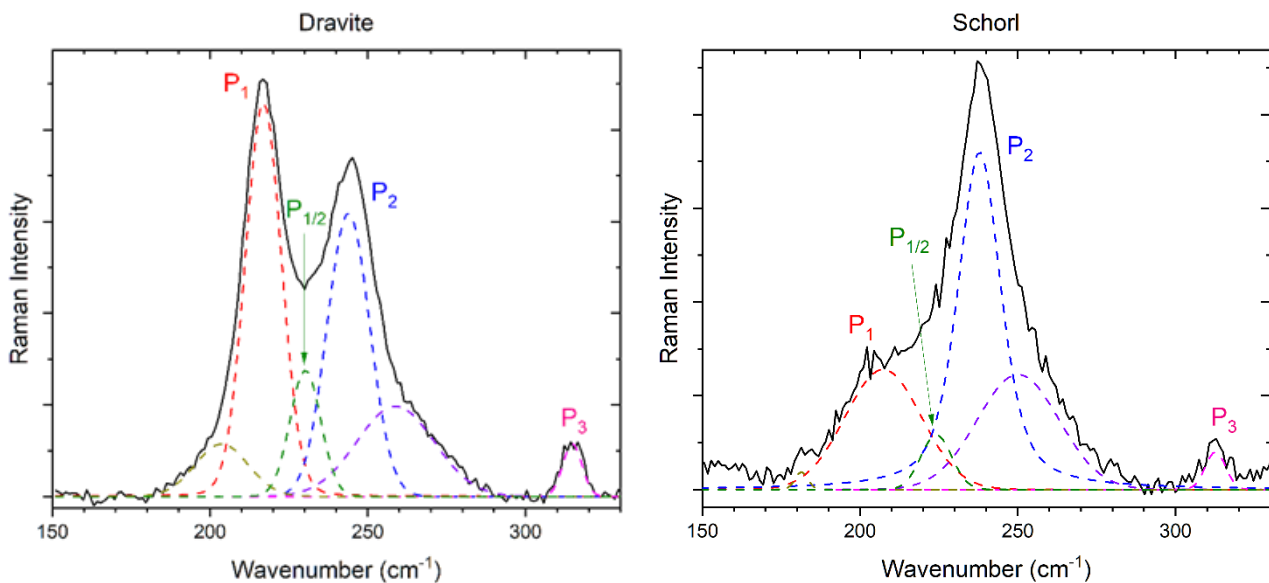 Dravite
P₁
P₁/₂
P₂
P₃
Raman Intensity
150 200 250 300
Wavenumber (cm⁻¹)
Schorl
P₂
P₁/₂
P₁
P₃
Raman Intensity
150 200 250 300
Wavenumber (cm⁻¹)